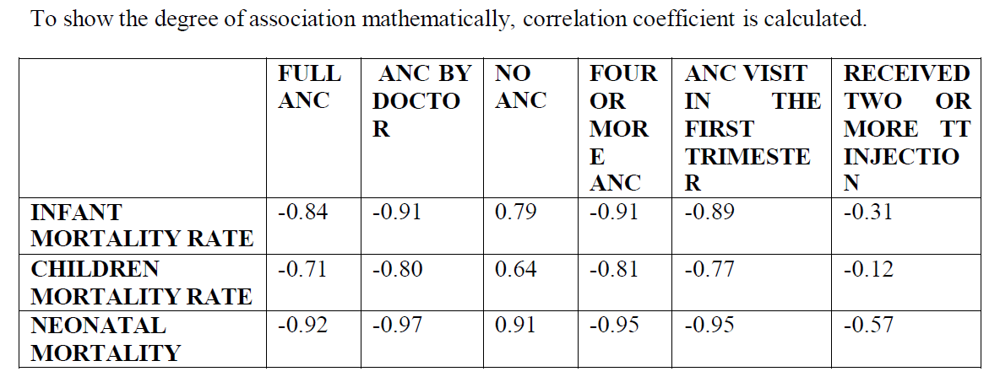 To show the degree of association mathematically, correlation coefficient is calculated.
FULL ANC BY NO FOUR ANC VISIT RECEIVED
ANC DOCTO ANC OR IN THE TWO OR
R MOR FIRST MORE TT
E TRIMESTE INJECTIO
ANC R N
INFANT -0.84 -0.91 0.79 -0.91 -0.89 -0.31
MORTALITY RATE
CHILDREN -0.71 -0.80 0.64 -0.81 -0.77 -0.12
MORTALITY RATE
NEONATAL -0.92 -0.97 0.91 -0.95 -0.95 -0.57
MORTALITY